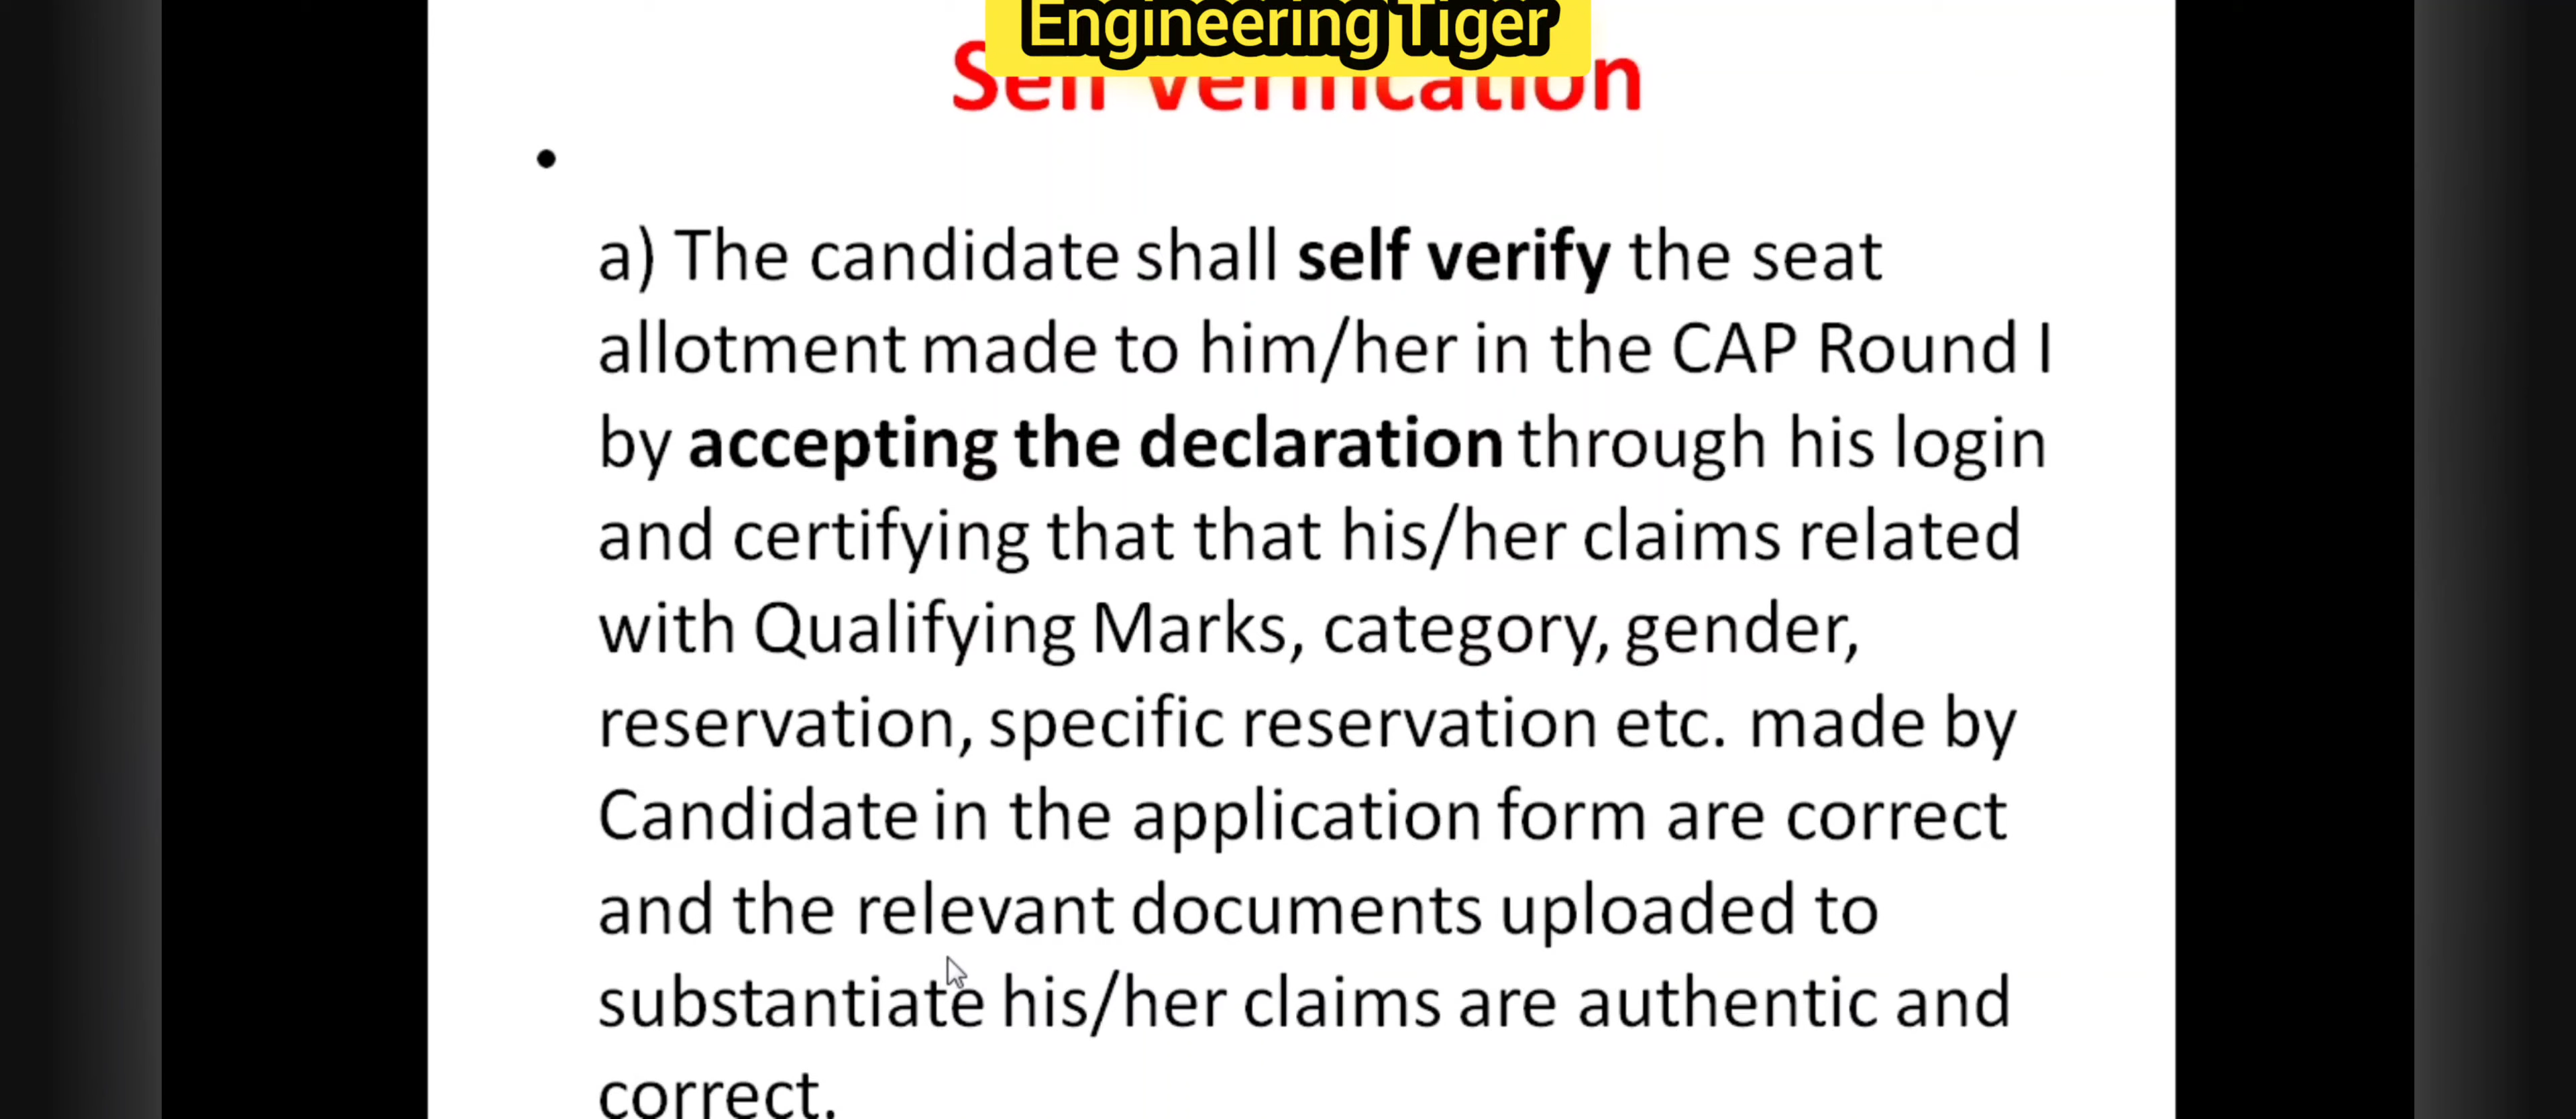 Engineering Tiger
Self Verification
•
a) The candidate shall self verify the seat
allotment made to him/her in the CAP Round I
by accepting the declaration through his login
and certifying that that his/her claims related
with Qualifying Marks, category, gender,
reservation, specific reservation etc. made by
Candidate in the application form are correct
and the relevant documents uploaded to
substantiate his/her claims are authentic and
correct.